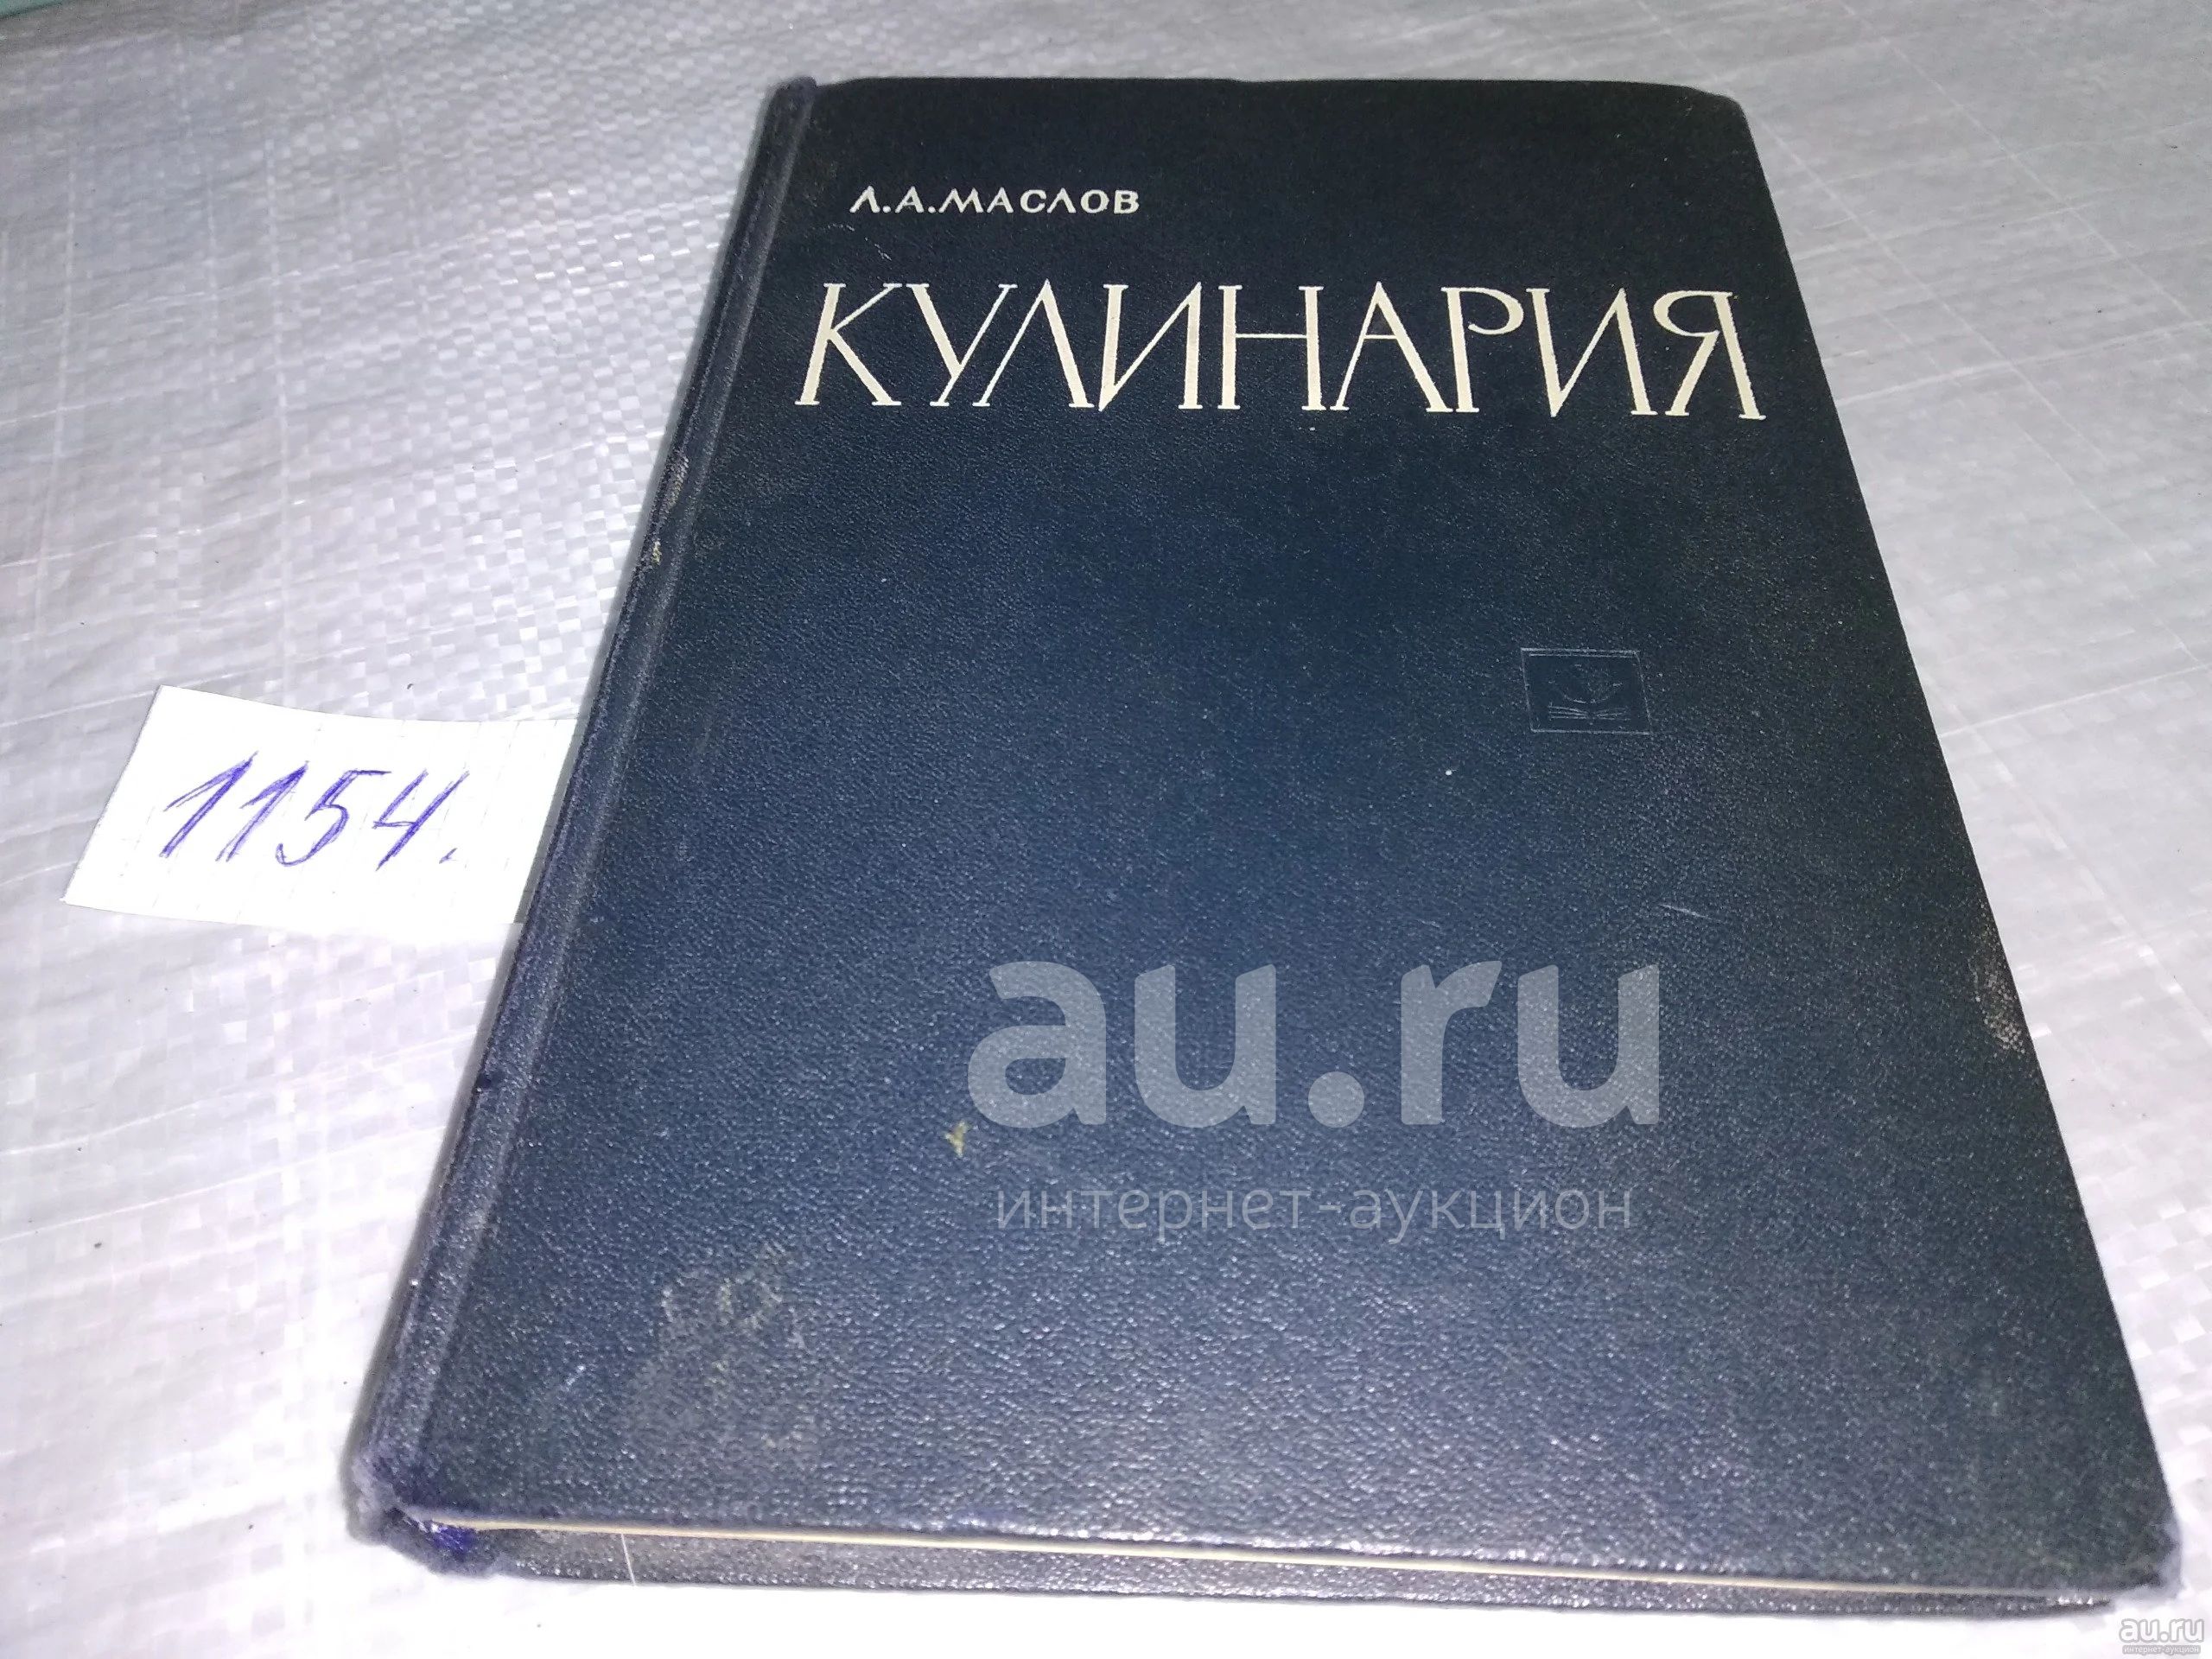 Л.А.МАСЛОВ
КУЛИНАРИЯ
1154.
au.ru
интернет-аукцион
au.ru
интернет-аукцион